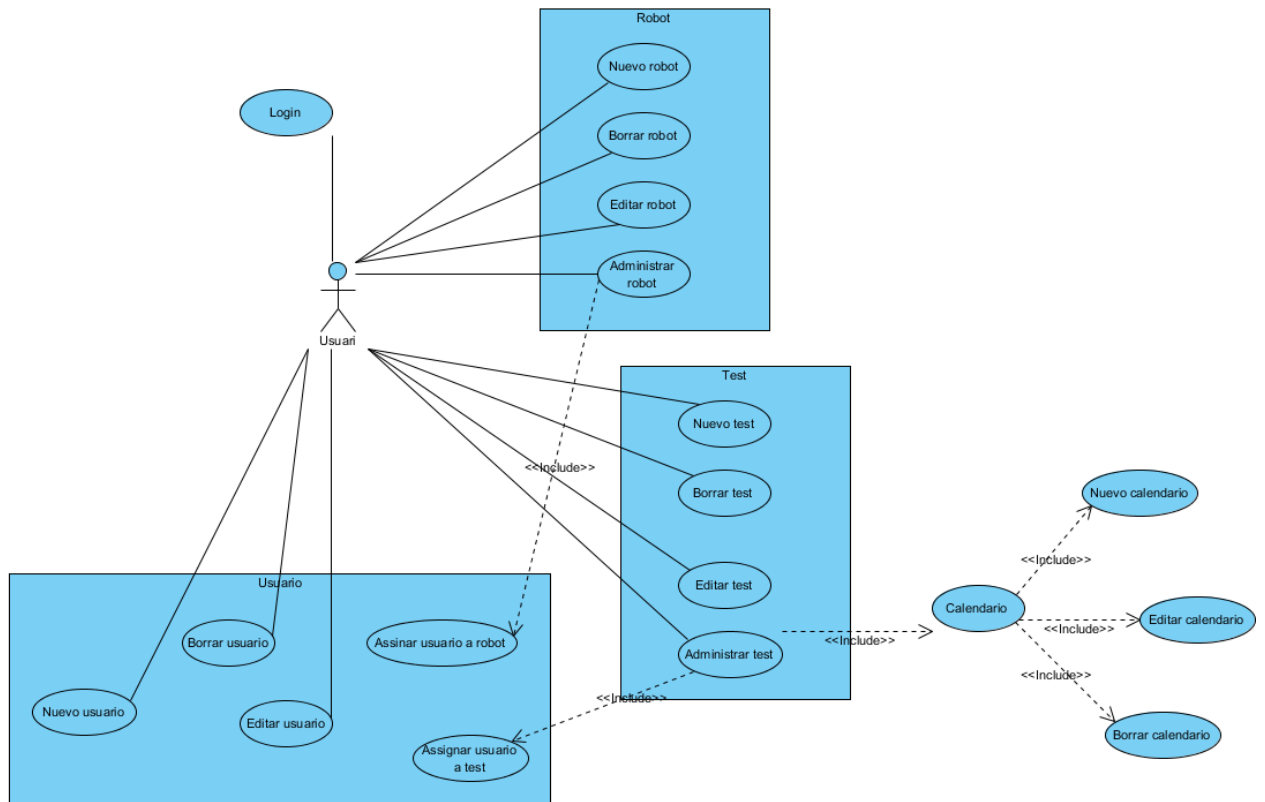 Robot
Nuevo robot
Login
Borrar robot
Editar robot
Administrar
robot
Usuari
Test
Nuevo test
<<Include>>
Borrar test
Nuevo calendario
<<Include>>
Usuario
Editar test
Calendario
Editar calendario
<<Include>>
Borrar usuario
Assinar usuario a robot
Administrar test
<<Include>>
<<Include>>
<<Include>>
Nuevo usuario
Editar usuario
Borrar calendario
Assignar usuario
a test